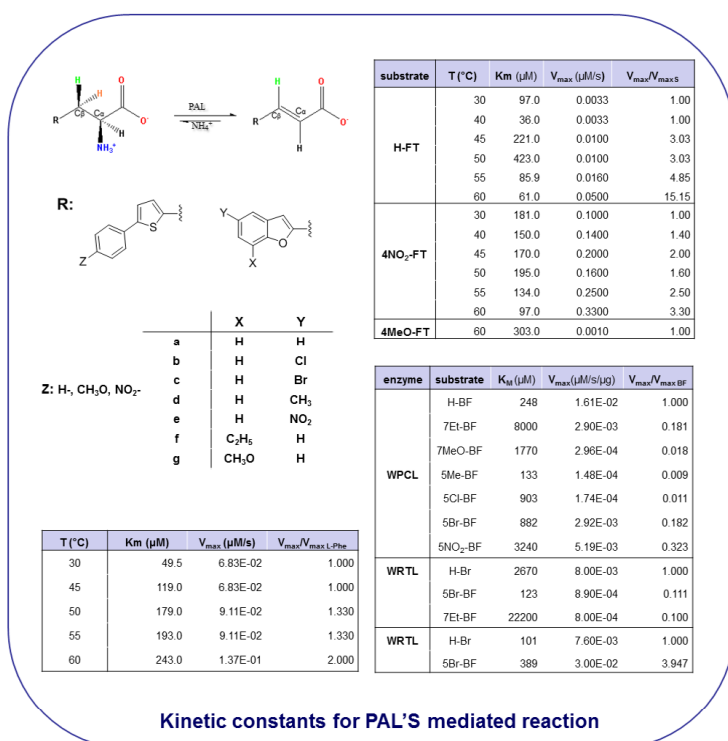 H
H
O
Cβ
Cα
R
O-
H
NH3+
PAL
NH4+
H
O
Cβ
Cα
R
O-
H
R:
S
Z
Y
O
X
X Y
a H H
b H Cl
c H Br
Z: H-, CH3O, NO2- d H CH3
e H NO2
f C2H5 H
g CH3O H
substrate T (°C) Km (µM) Vmax (µM/s) Vmax/VmaxS
30 97.0 0.0033 1.00
40 36.0 0.0033 1.00
H-FT 45 221.0 0.0100 3.03
50 423.0 0.0100 3.03
55 85.9 0.0160 4.85
60 61.0 0.0500 15.15
30 181.0 0.1000 1.00
40 150.0 0.1400 1.40
4NO2-FT 45 170.0 0.2000 2.00
50 195.0 0.1600 1.60
55 134.0 0.2500 2.50
60 97.0 0.3300 3.30
4MeO-FT 60 303.0 0.0010 1.00
enzyme substrate KM (µM) Vmax(µM/s/µg) Vmax/Vmax BF
H-BF 248 1.61E-02 1.000
7Et-BF 8000 2.90E-03 0.181
7MeO-BF 1770 2.96E-04 0.018
WPCL 5Me-BF 133 1.48E-04 0.009
5Cl-BF 903 1.74E-04 0.011
5Br-BF 882 2.92E-03 0.182
5NO2-BF 3240 5.19E-03 0.323
WRTL H-Br 2670 8.00E-03 1.000
5Br-BF 123 8.90E-04 0.111
7Et-BF 22200 8.00E-04 0.100
WRTL H-Br 101 7.60E-03 1.000
5Br-BF 389 3.00E-02 3.947
T (°C) Km (µM) Vmax (µM/s) Vmax/Vmax L-Phe
30 49.5 6.83E-02 1.000
45 119.0 6.83E-02 1.000
50 179.0 9.11E-02 1.330
55 193.0 9.11E-02 1.330
60 243.0 1.37E-01 2.000
Kinetic constants for PAL'S mediated reaction